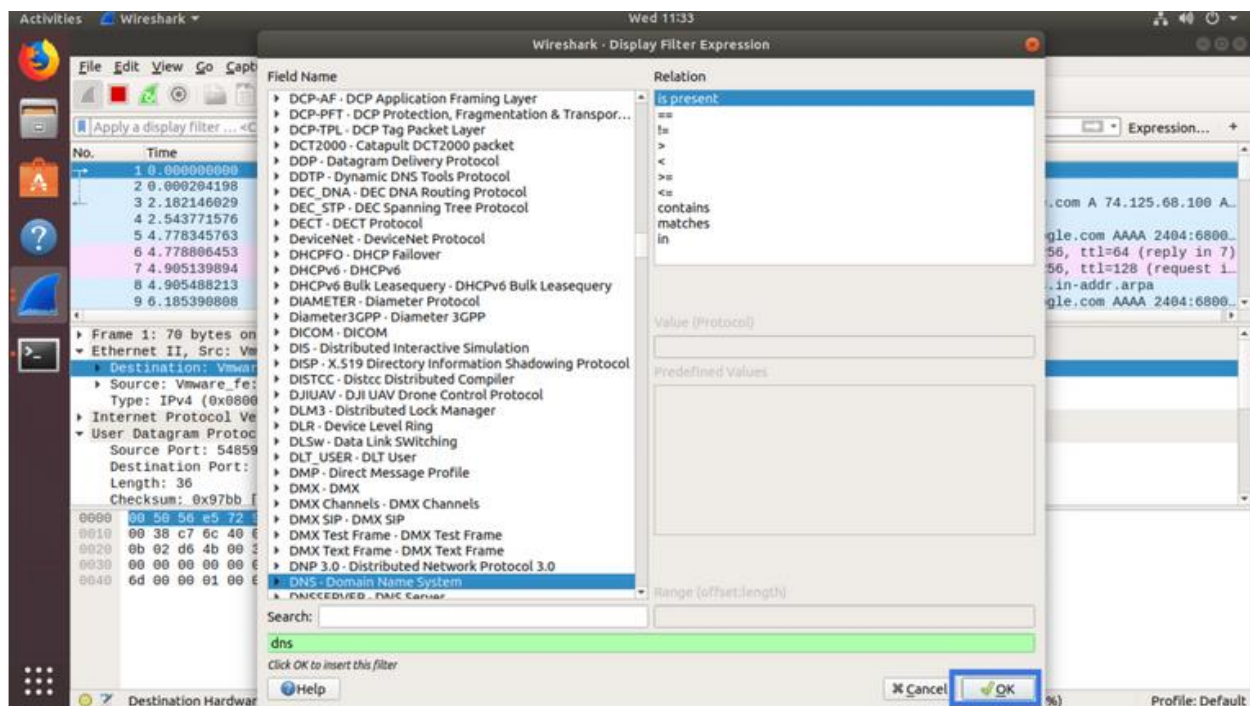 Activities Wireshark Wed 11:33
Wireshark · Display Filter Expression
File Edit View Go Capt
Apply a display filter ... <C
Expression... +
No. Time
1 0.000000000
2 0.000204198
3 2.182146029
4 2.543771576
5 4.778345763
6 4.778806453
7 4.905139894
8 4.905488213
9 6.185390808
.com A 74.125.68.100 A…
gle.com AAAA 2404:6800…
56, ttl=64 (reply in 7)
56, ttl=128 (request i…
.in-addr.arpa
gle.com AAAA 2404:6800…
Frame 1: 70 bytes on
Ethernet II, Src: Vm
Destination: Vmwar
Source: Vmware_fe:
Type: IPv4 (0x0800
Internet Protocol Ve
User Datagram Protoc
Source Port: 54859
Destination Port:
Length: 36
Checksum: 0x97bb [
0000 00 50 56 e5 72
0010 00 38 c7 6c 40
0020 0b 02 d6 4b 00
0030 00 00 00 00 00
0040 6d 00 00 01 00
Field Name
DCP-AF · DCP Application Framing Layer
DCP-PFT · DCP Protection, Fragmentation & Transpor...
DCP-TPL · DCP Tag Packet Layer
DCT2000 · Catapult DCT2000 packet
DDP · Datagram Delivery Protocol
DDTP · Dynamic DNS Tools Protocol
DEC_DNA · DEC DNA Routing Protocol
DEC_STP · DEC Spanning Tree Protocol
DECT · DECT Protocol
DeviceNet · DeviceNet Protocol
DHCPFO · DHCP Failover
DHCPv6 · DHCPv6
DHCPv6 Bulk Leasequery · DHCPv6 Bulk Leasequery
DIAMETER · Diameter Protocol
Diameter3GPP · Diameter 3GPP
DICOM · DICOM
DIS · Distributed Interactive Simulation
DISP · X.519 Directory Information Shadowing Protocol
DISTCC · Distcc Distributed Compiler
DJIUAV · DJI UAV Drone Control Protocol
DLM3 · Distributed Lock Manager
DLR · Device Level Ring
DLSw · Data Link SWitching
DLT_USER · DLT User
DMP · Direct Message Profile
DMX · DMX
DMX Channels · DMX Channels
DMX SIP · DMX SIP
DMX Test Frame · DMX Test Frame
DMX Text Frame · DMX Text Frame
DNP 3.0 · Distributed Network Protocol 3.0
DNS · Domain Name System
DNSSERVER · DNS Server
Relation
is present
==
!=
>
<
>=
<=
contains
matches
in
Value (Protocol)
Predefined Values
Range (offset:length)
Search:
dns
Click OK to insert this filter
Help Cancel OK
Destination Hardwar
%) Profile: Default